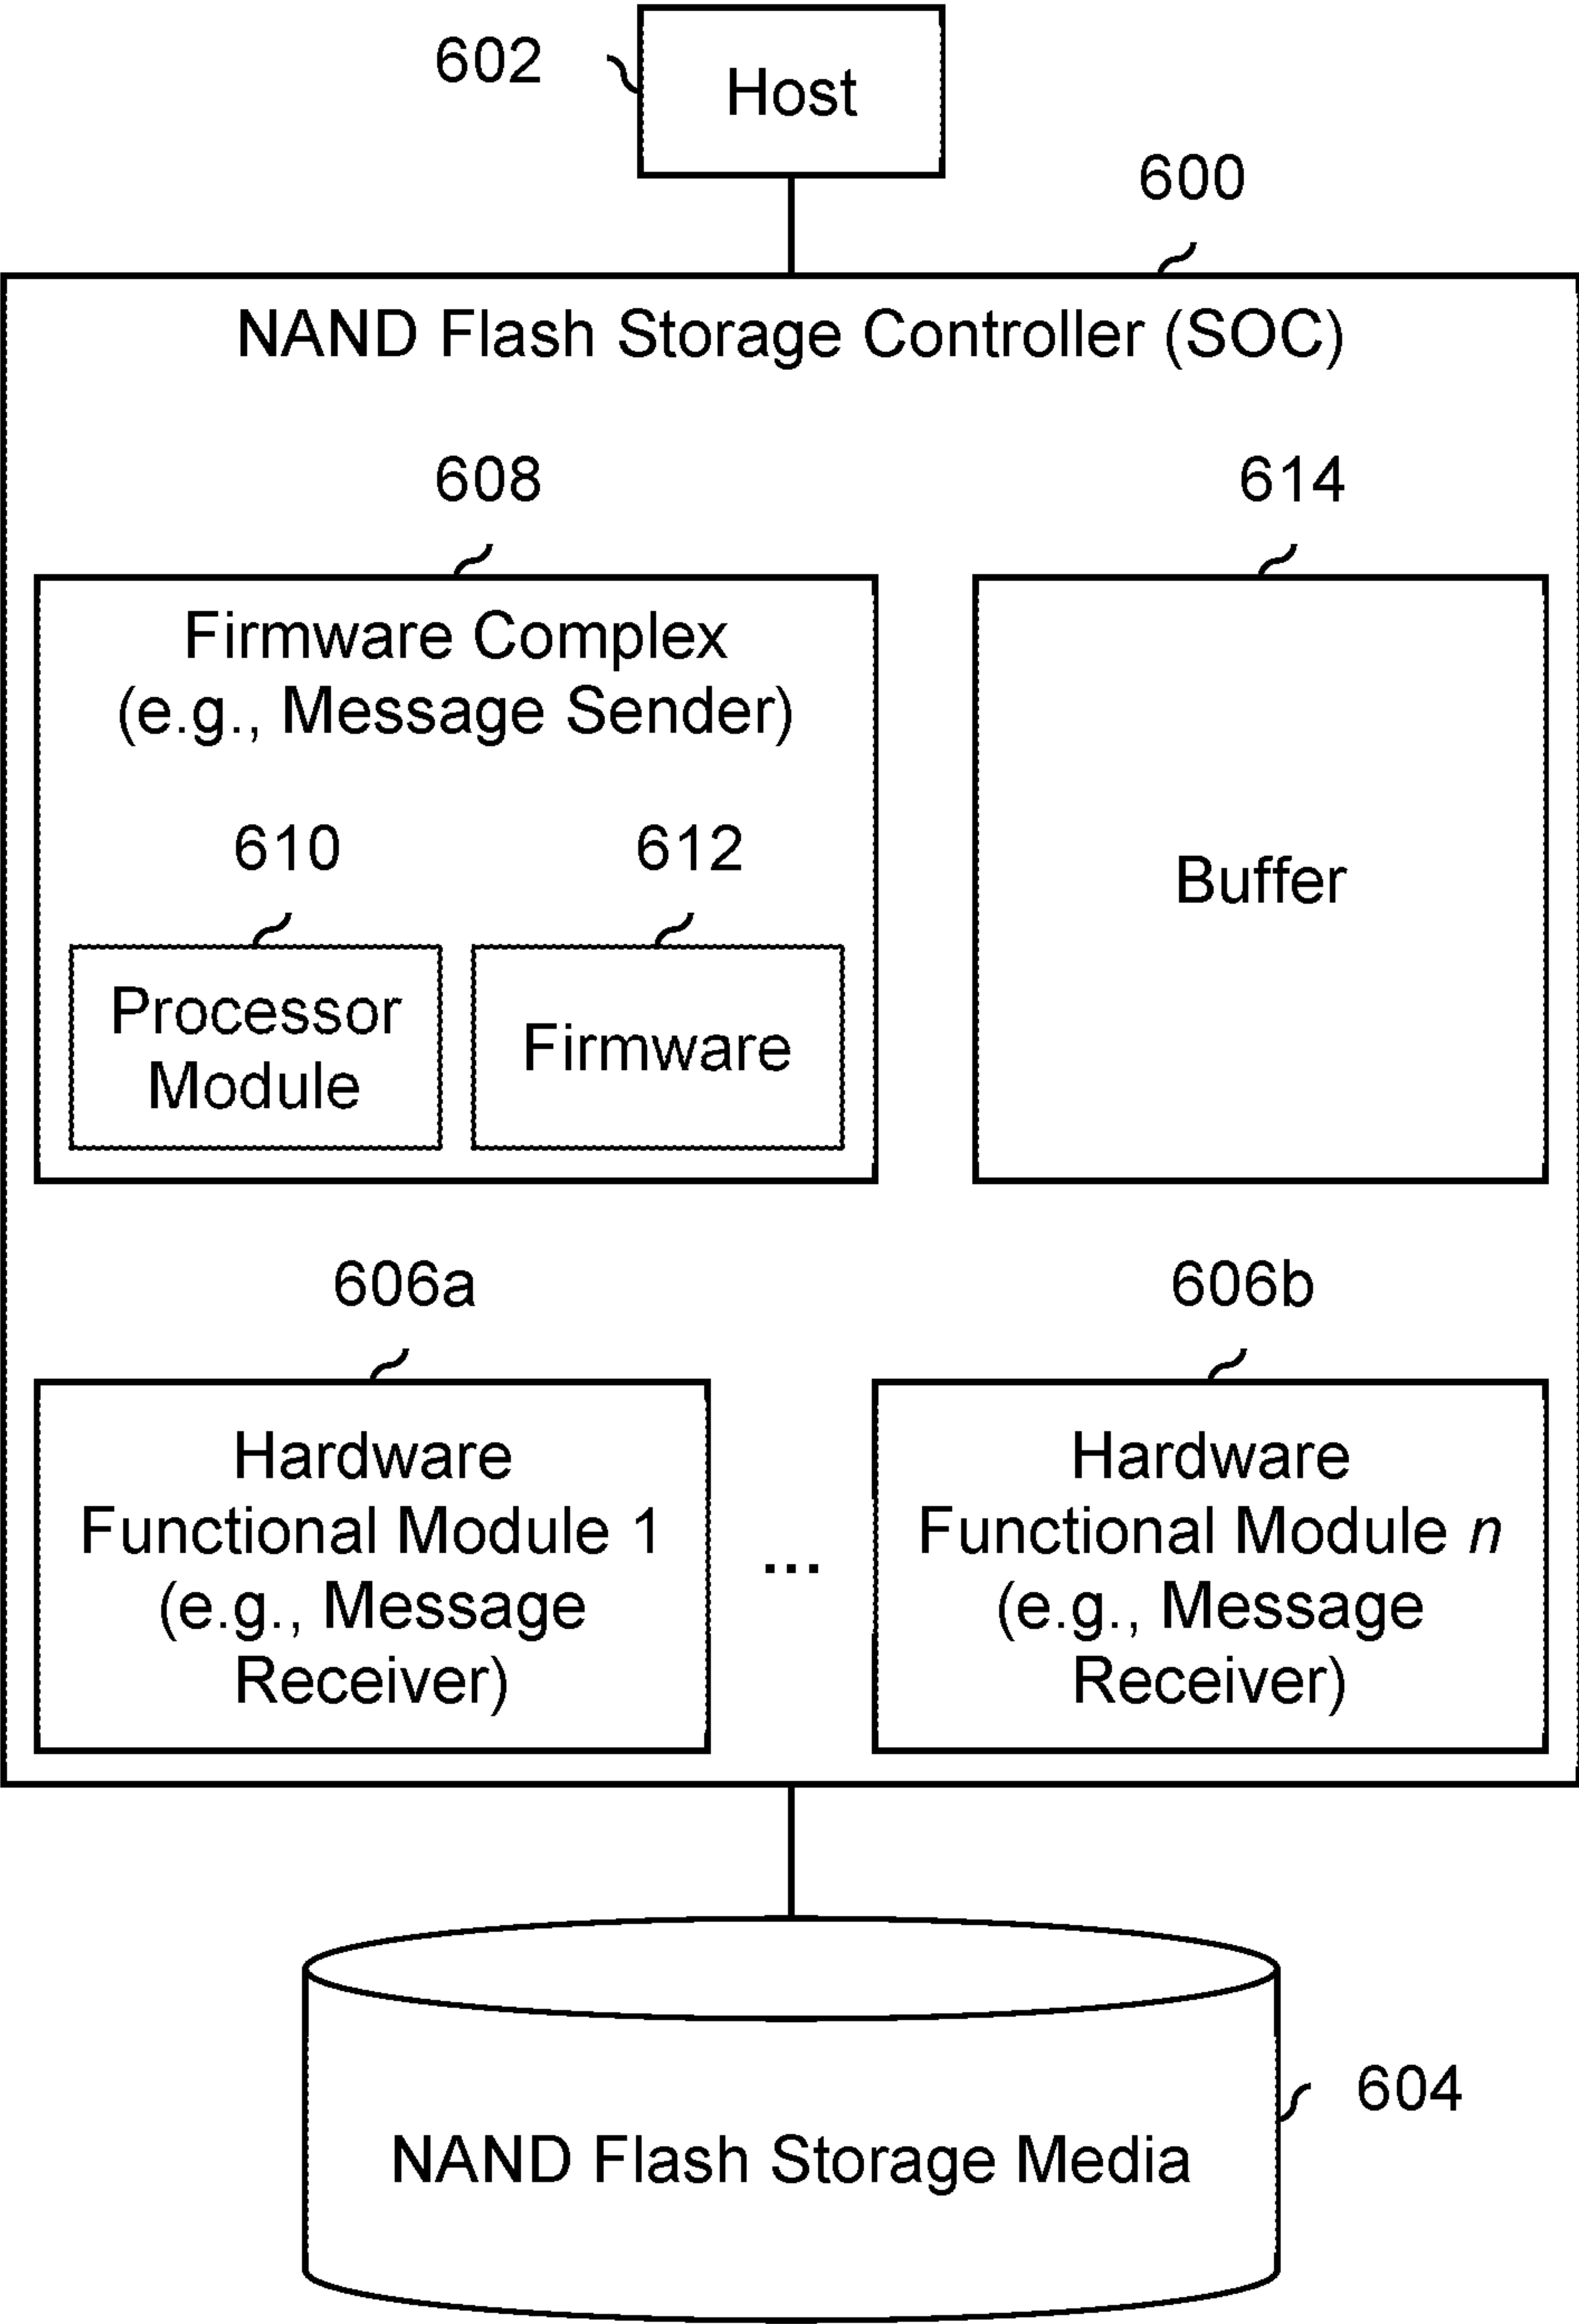 602
Host
600
NAND Flash Storage Controller (SOC)
608
614
Firmware Complex
(e.g., Message Sender)
610
612
Buffer
Processor
Module
Firmware
606a
606b
Hardware
Functional Module 1
(e.g., Message
Receiver)
...
Hardware
Functional Module n
(e.g., Message
Receiver)
604
NAND Flash Storage Media